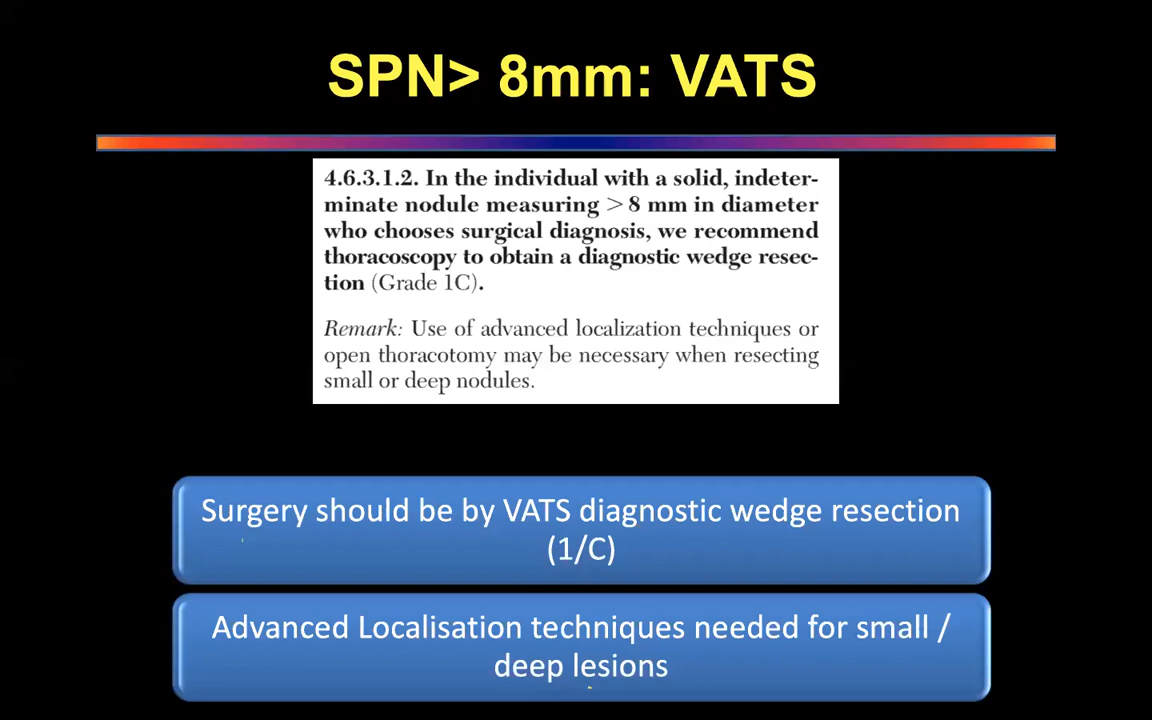 SPN> 8mm: VATS
4.6.3.1.2. In the individual with a solid, indeter-
minate nodule measuring > 8 mm in diameter
who chooses surgical diagnosis, we recommend
thoracoscopy to obtain a diagnostic wedge resec-
tion (Grade 1C).
Remark: Use of advanced localization techniques or
open thoracotomy may be necessary when resecting
small or deep nodules.
Surgery should be by VATS diagnostic wedge resection
(1/C)
Advanced Localisation techniques needed for small /
deep lesions